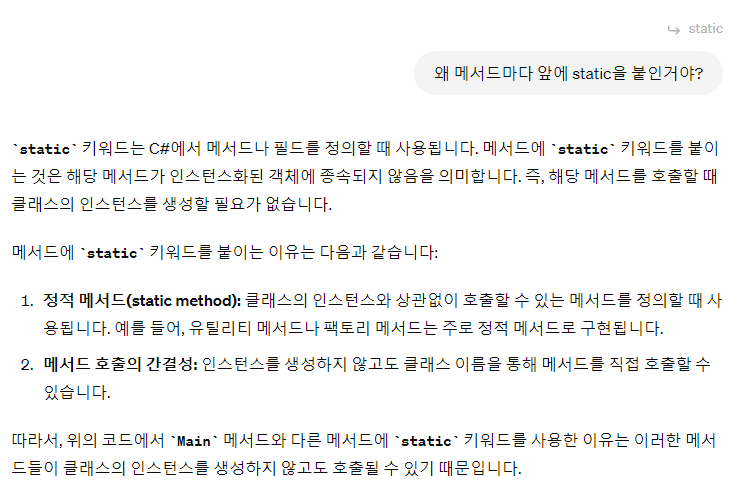 static
왜 메서드마다 앞에 static을 붙인거야?
`static` 키워드는 C#에서 메서드나 필드를 정의할 때 사용됩니다. 메서드에 `static` 키워드를 붙이
는 것은 해당 메서드가 인스턴스화된 객체에 종속되지 않음을 의미합니다. 즉, 해당 메서드를 호출할 때
클래스의 인스턴스를 생성할 필요가 없습니다.
메서드에 `static` 키워드를 붙이는 이유는 다음과 같습니다:
1. 정적 메서드(static method): 클래스의 인스턴스와 상관없이 호출할 수 있는 메서드를 정의할 때 사
용됩니다. 예를 들어, 유틸리티 메서드나 팩토리 메서드는 주로 정적 메서드로 구현됩니다.
2. 메서드 호출의 간결성: 인스턴스를 생성하지 않고도 클래스 이름을 통해 메서드를 직접 호출할 수
있습니다.
따라서, 위의 코드에서 `Main` 메서드와 다른 메서드에 `static` 키워드를 사용한 이유는 이러한 메서
드들이 클래스의 인스턴스를 생성하지 않고도 호출될 수 있기 때문입니다.